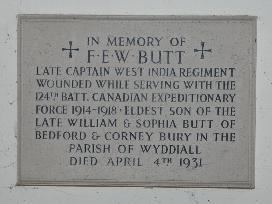 IN MEMORY OF
F·E·W·BUTT
LATE CAPTAIN WEST INDIA REGIMENT
WOUNDED WHILE SERVING WITH THE
124TH BATT. CANADIAN EXPEDITIONARY
FORCE 1914-1918·ELDEST SON OF THE
LATE WILLIAM & SOPHIA BUTT OF
BEDFORD & CORNEY BURY IN THE
PARISH OF WYDDIALL
DIED APRIL 4TH 1931